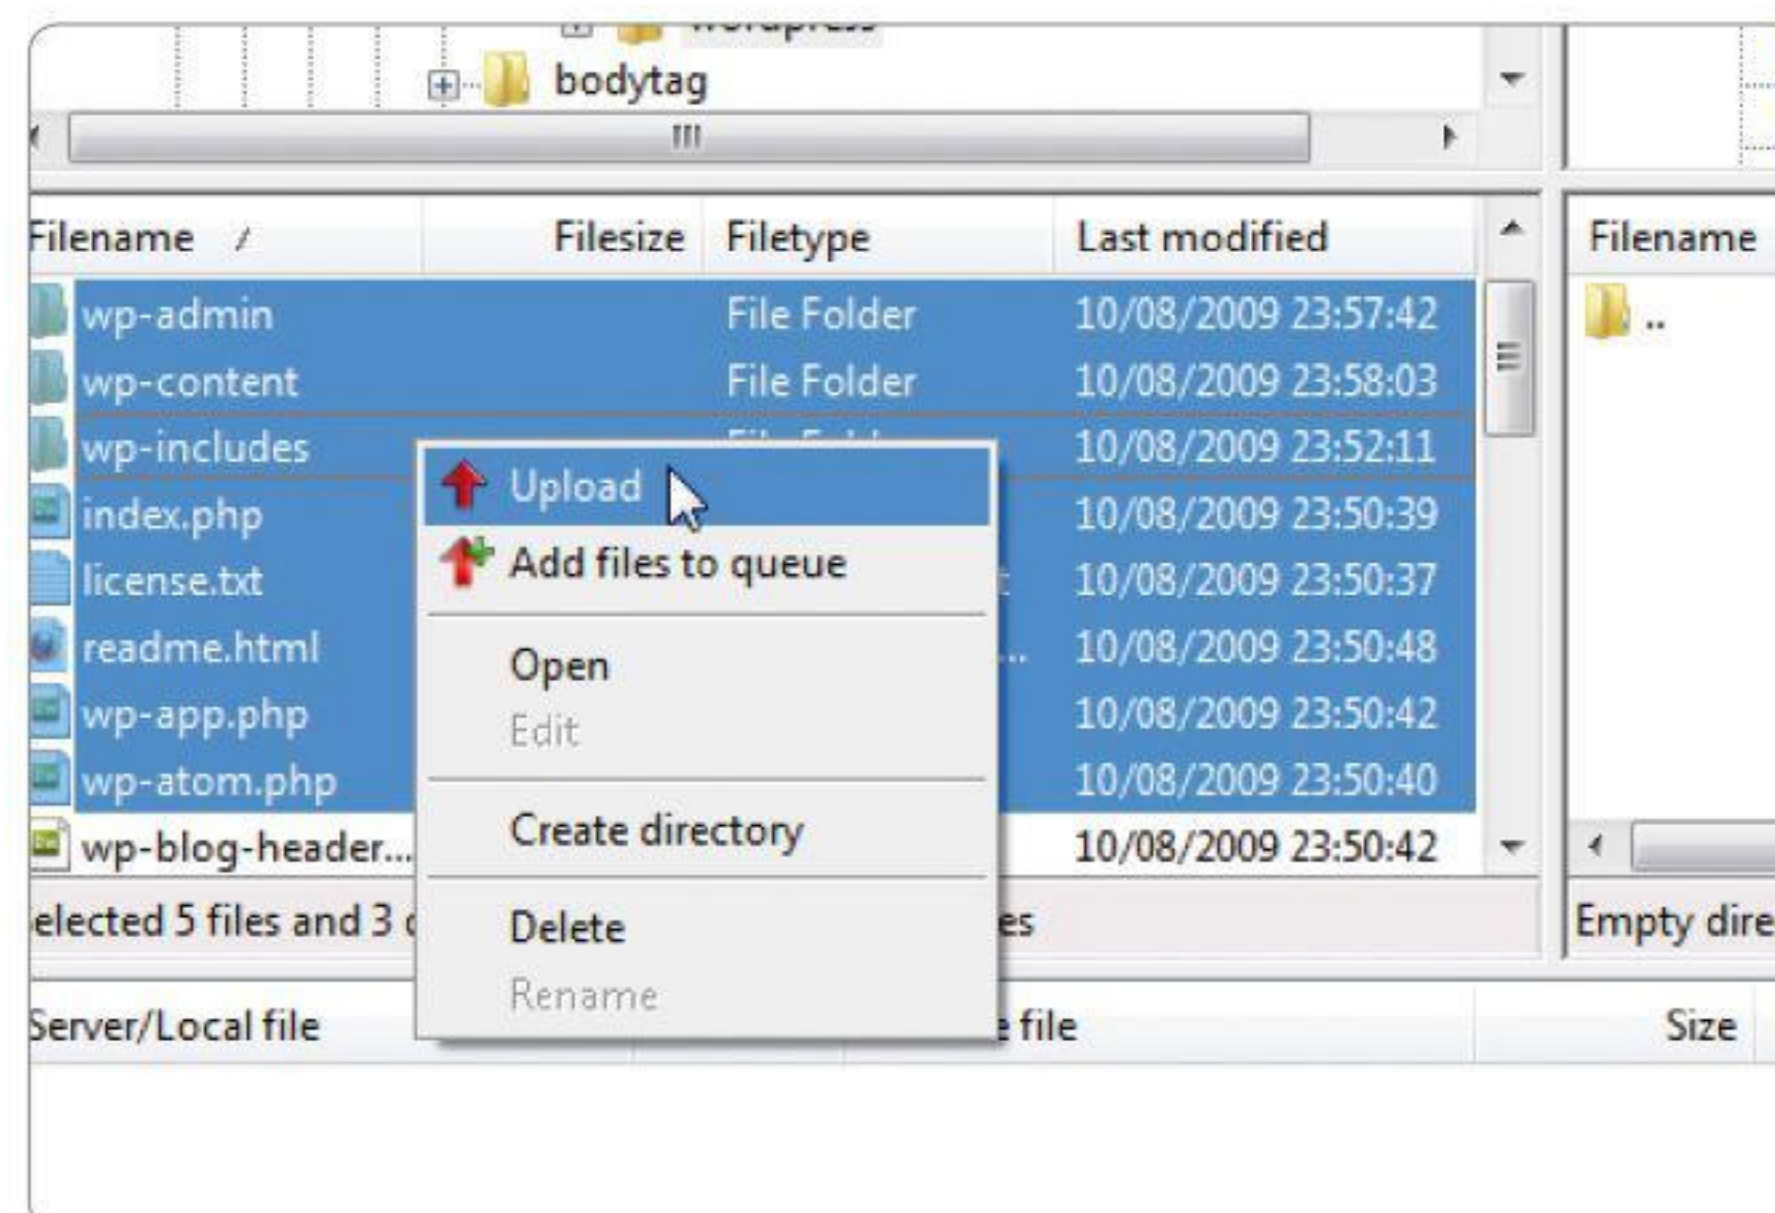 wordpress
bodytag
Filename Filesize Filetype Last modified Filename
wp-admin File Folder 10/08/2009 23:57:42 ..
wp-content File Folder 10/08/2009 23:58:03
wp-includes File Folder 10/08/2009 23:52:11
Upload
index.php 10/08/2009 23:50:39
Add files to queue
license.txt t 10/08/2009 23:50:37
readme.html ... 10/08/2009 23:50:48
Open
wp-app.php 10/08/2009 23:50:42
Edit
wp-atom.php 10/08/2009 23:50:40
Create directory
wp-blog-header... 10/08/2009 23:50:42
elected 5 files and 3 d es Empty dire
Delete
Rename
Server/Local file e file Size